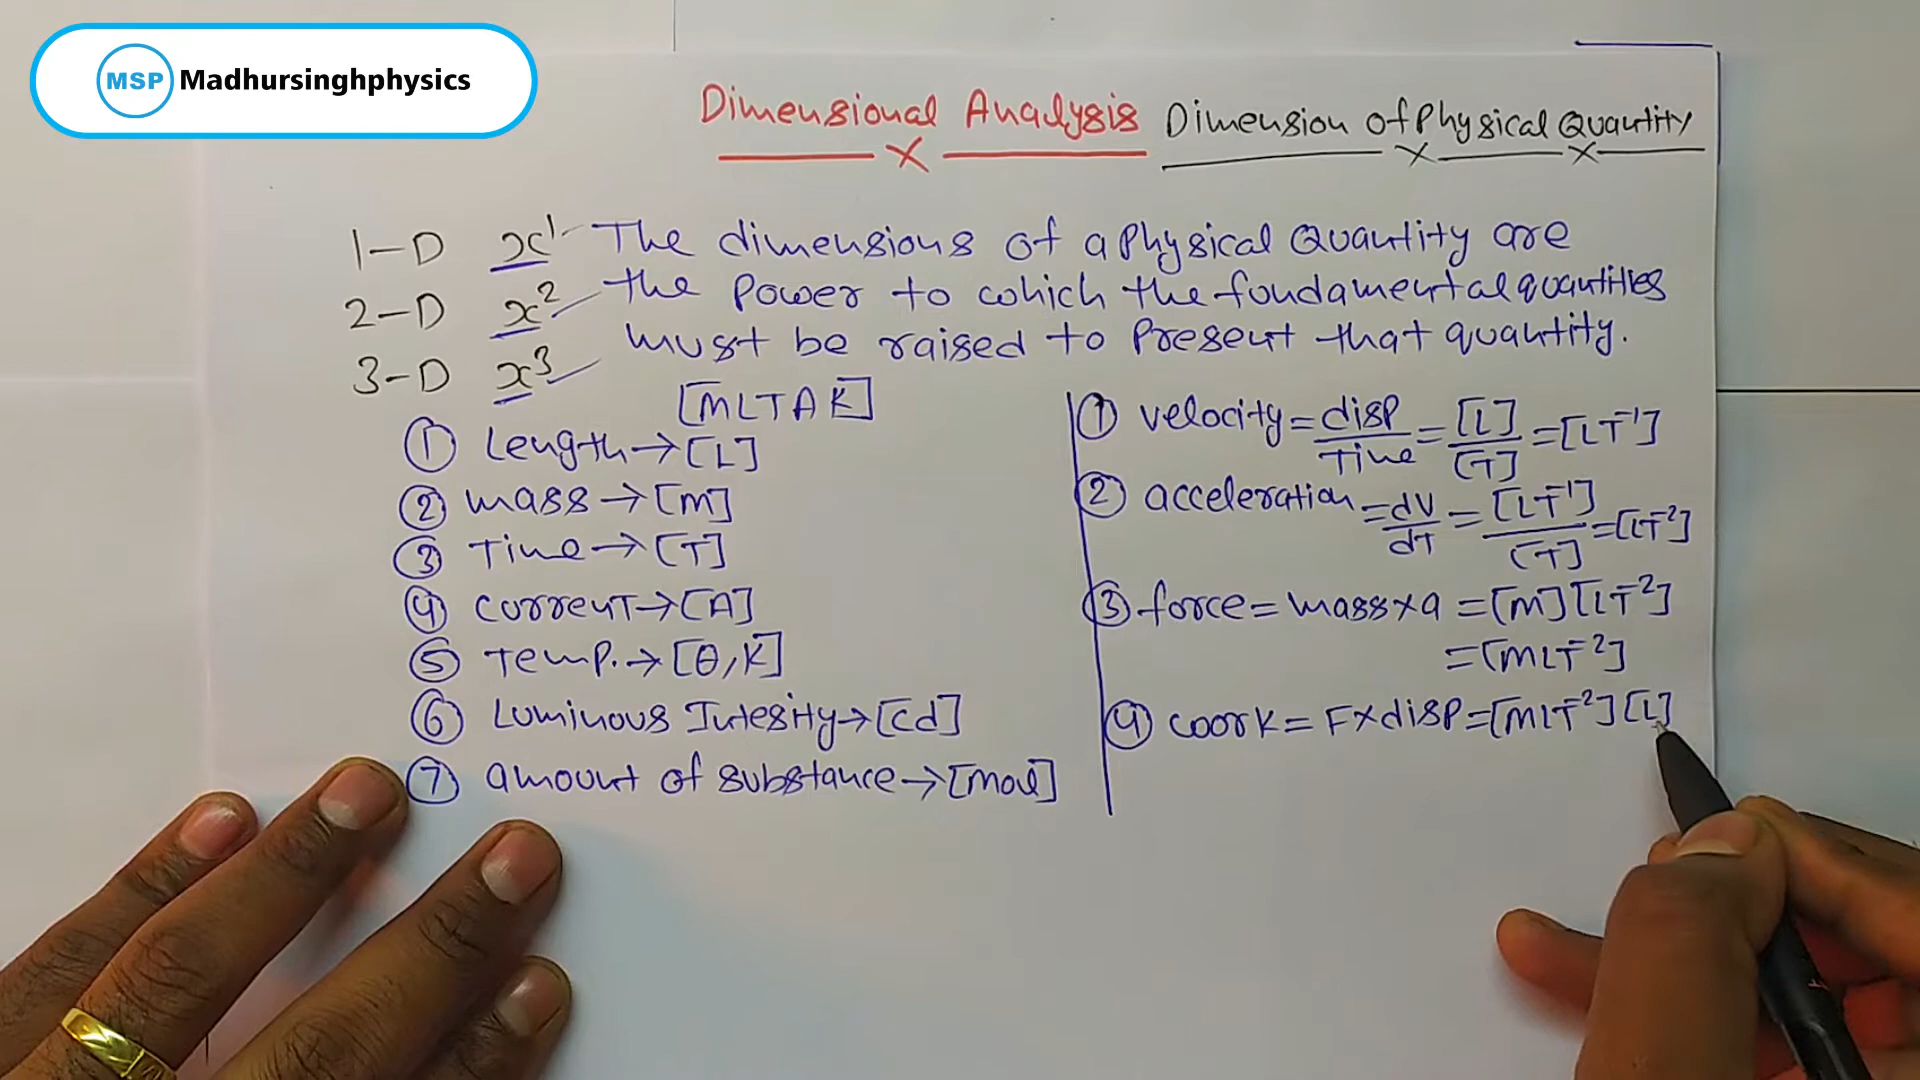 MSP Madhursinghphysics
Dimensional Analysis Dimension of Physical Quantity
1-D x¹ - The dimensions of a Physical Quantity are
2-D x² the power to which the fundamental quantities
3-D x³ must be raised to Present that quantity.
[M L T A K]
① Length → [L]
② mass → [M]
③ Time → [T]
④ Current → [A]
⑤ Temp. → [θ, K]
⑥ Luminous Intesity → [cd]
⑦ amount of substance → [mol]
① velocity = disp/Time = [L]/[T] = [LT⁻¹]
② acceleration = dv/dT = [LT⁻¹]/[T] = [LT⁻²]
③ force = mass × a = [M] [LT⁻²]
= [MLT⁻²]
④ work = F × disp = [MLT⁻²] [L]